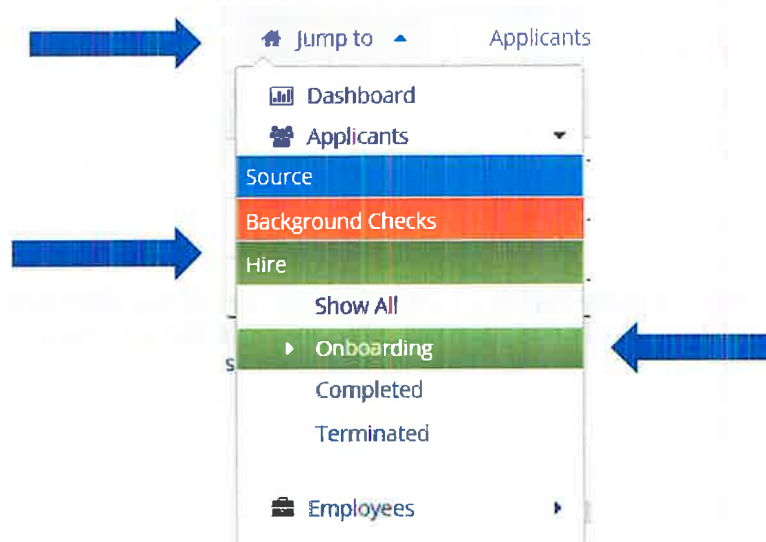 Jump to Applicants
Dashboard
Applicants
Source
Background Checks
Hire
Show All
s
Onboarding
Completed
Terminated
Employees